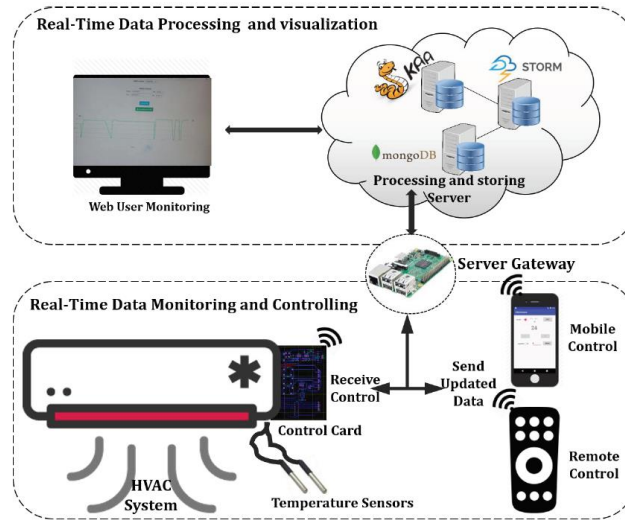 Real-Time Data Processing and visualization
KAA
STORM
mongoDB
Processing and storing
Server
Web User Monitoring
Server Gateway
Real-Time Data Monitoring and Controlling
Mobile
Control
Receive
Control
Send
Updated
Data
Control Card
Remote
Control
HVAC
System
Temperature Sensors